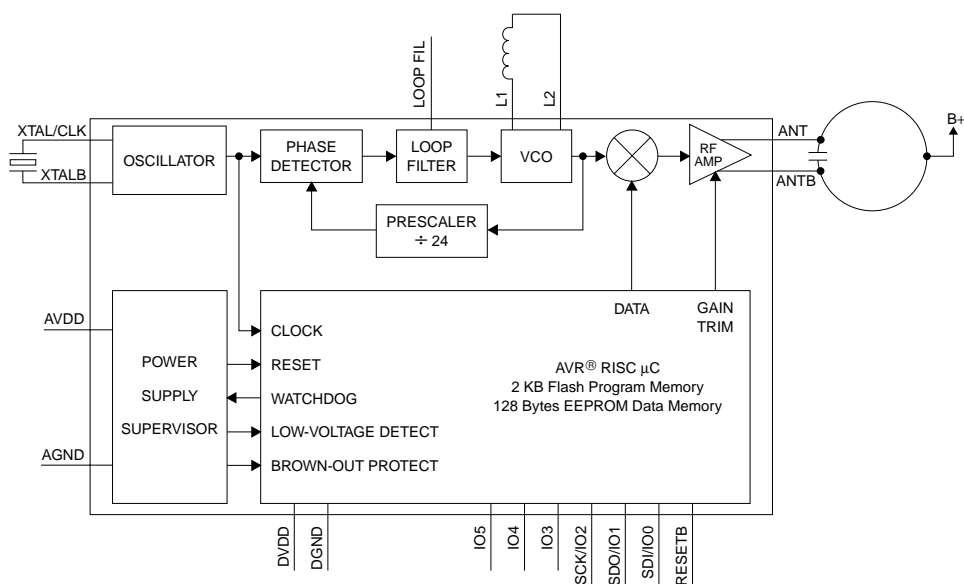 LOOP FIL
L1
L2
XTAL/CLK
XTALB
OSCILLATOR
PHASE
DETECTOR
LOOP
FILTER
VCO
RF
AMP
ANT
ANTB
B+
PRESCALER
÷ 24
DATA
GAIN
TRIM
AVDD
AGND
POWER
SUPPLY
SUPERVISOR
CLOCK
RESET
WATCHDOG
LOW-VOLTAGE DETECT
BROWN-OUT PROTECT
AVR® RISC µC
2 KB Flash Program Memory
128 Bytes EEPROM Data Memory
DVDD
DGND
IO5
IO4
IO3
SCK/IO2
SDO/IO1
SDI/IO0
RESETB